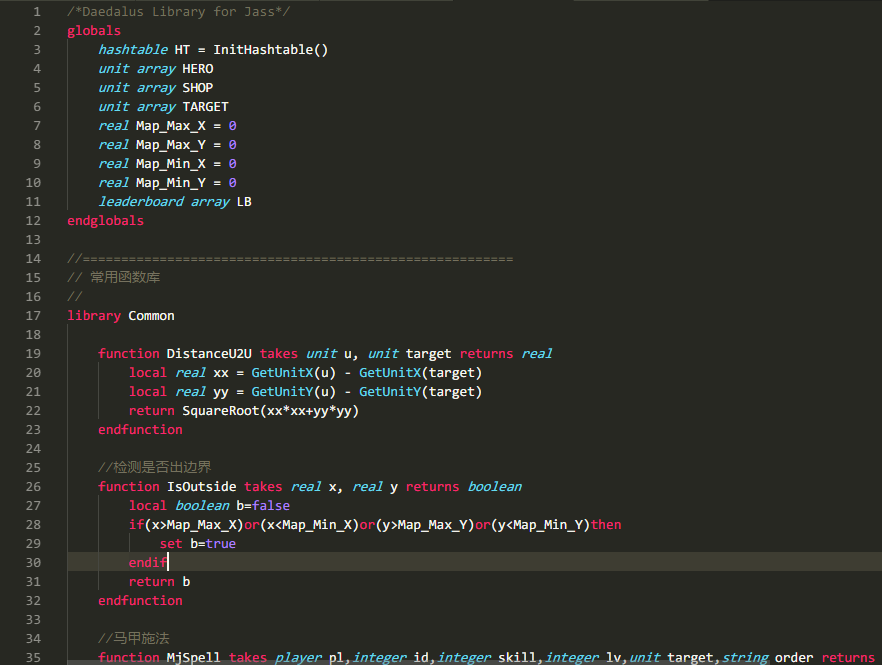 1 /*Daedalus Library for Jass*/
2 globals
3 hashtable HT = InitHashtable()
4 unit array HERO
5 unit array SHOP
6 unit array TARGET
7 real Map_Max_X = 0
8 real Map_Max_Y = 0
9 real Map_Min_X = 0
10 real Map_Min_Y = 0
11 leaderboard array LB
12 endglobals
13
14 //========================================================
15 // 常用函数库
16 //
17 library Common
18
19 function DistanceU2U takes unit u, unit target returns real
20 local real xx = GetUnitX(u) - GetUnitX(target)
21 local real yy = GetUnitY(u) - GetUnitY(target)
22 return SquareRoot(xx*xx+yy*yy)
23 endfunction
24
25 //检测是否出边界
26 function IsOutside takes real x, real y returns boolean
27 local boolean b=false
28 if(x>Map_Max_X)or(x<Map_Min_X)or(y>Map_Max_Y)or(y<Map_Min_Y)then
29 set b=true
30 endif
31 return b
32 endfunction
33
34 //马甲施法
35 function MjSpell takes player pl,integer id,integer skill,integer lv,unit target,string order returns